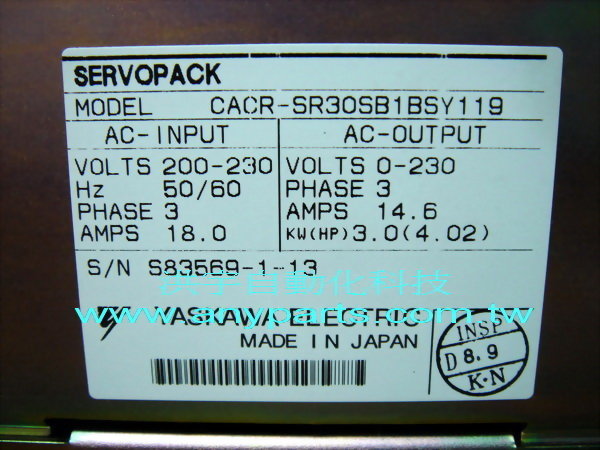 SERVOPACK
MODEL CACR-SR30SB1BSY119
AC-INPUT AC-OUTPUT
VOLTS 200-230 VOLTS 0-230
Hz 50/60 PHASE 3
PHASE 3 AMPS 14.6
AMPS 18.0 KW(HP) 3.0(4.02)
S/N S83569-1-13
洪宇自動化科技
www.anyparts.com.tw
YASKAWA ELECTRIC
MADE IN JAPAN
INSP
D 8.9
K·N